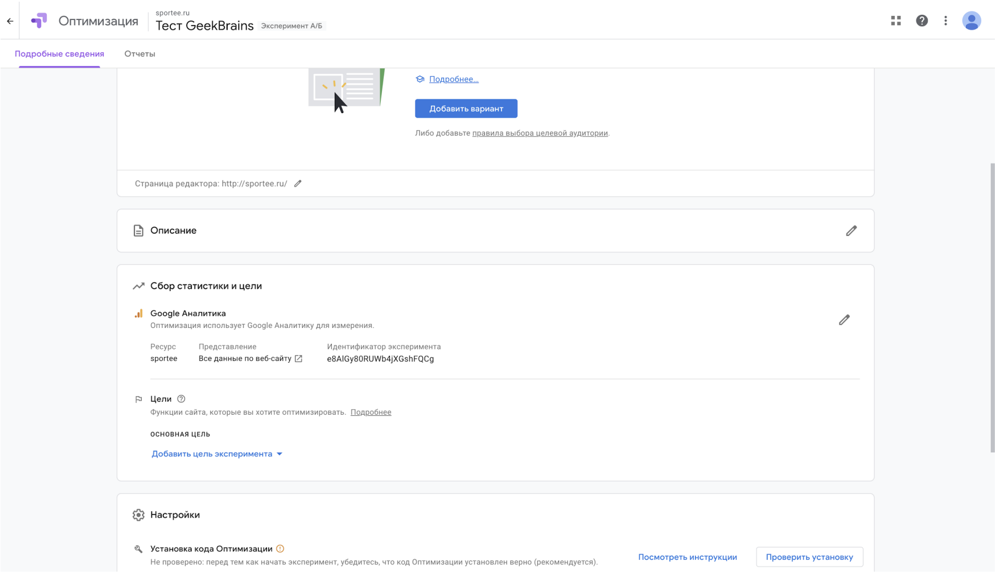 Оптимизация
sportee.ru
Тест GeekBrains Эксперимент А/Б
Подробные сведения Отчеты
Подробнее...
Добавить вариант
Либо добавьте правила выбора целевой аудитории.
Страница редактора: http://sportee.ru/
Описание
Сбор статистики и цели
Google Аналитика
Оптимизация использует Google Аналитику для измерения.
Ресурс Представление Идентификатор эксперимента
sportee Все данные по веб-сайту e8AlGy80RUWb4jXGshFQCg
Цели
Функции сайта, которые вы хотите оптимизировать. Подробнее
ОСНОВНАЯ ЦЕЛЬ
Добавить цель эксперимента
Настройки
Установка кода Оптимизации
Не проверено: перед тем как начать эксперимент, убедитесь, что код Оптимизации установлен верно (рекомендуется).
Посмотреть инструкции Проверить установку